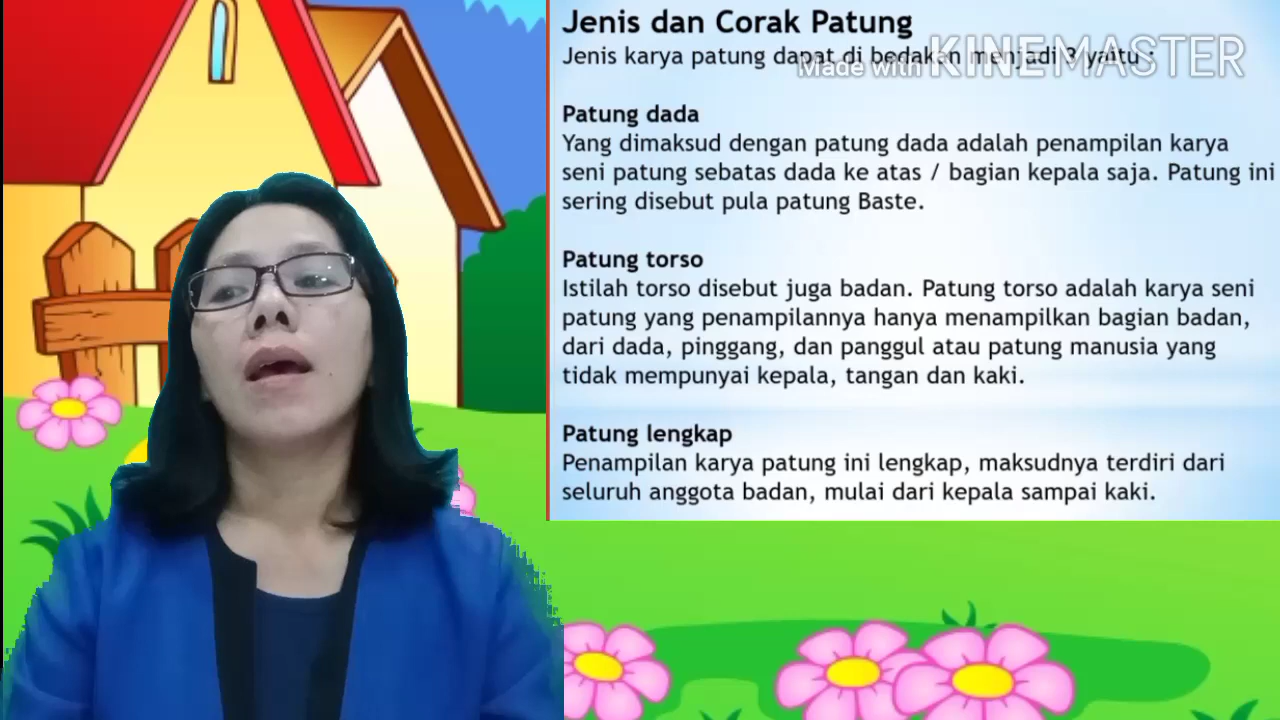 Jenis dan Corak Patung
Jenis karya patung dapat di bedakan menjadi 3 yaitu :
Made with KINEMASTER
Patung dada
Yang dimaksud dengan patung dada adalah penampilan karya
seni patung sebatas dada ke atas / bagian kepala saja. Patung ini
sering disebut pula patung Baste.
Patung torso
Istilah torso disebut juga badan. Patung torso adalah karya seni
patung yang penampilannya hanya menampilkan bagian badan,
dari dada, pinggang, dan panggul atau patung manusia yang
tidak mempunyai kepala, tangan dan kaki.
Patung lengkap
Penampilan karya patung ini lengkap, maksudnya terdiri dari
seluruh anggota badan, mulai dari kepala sampai kaki.